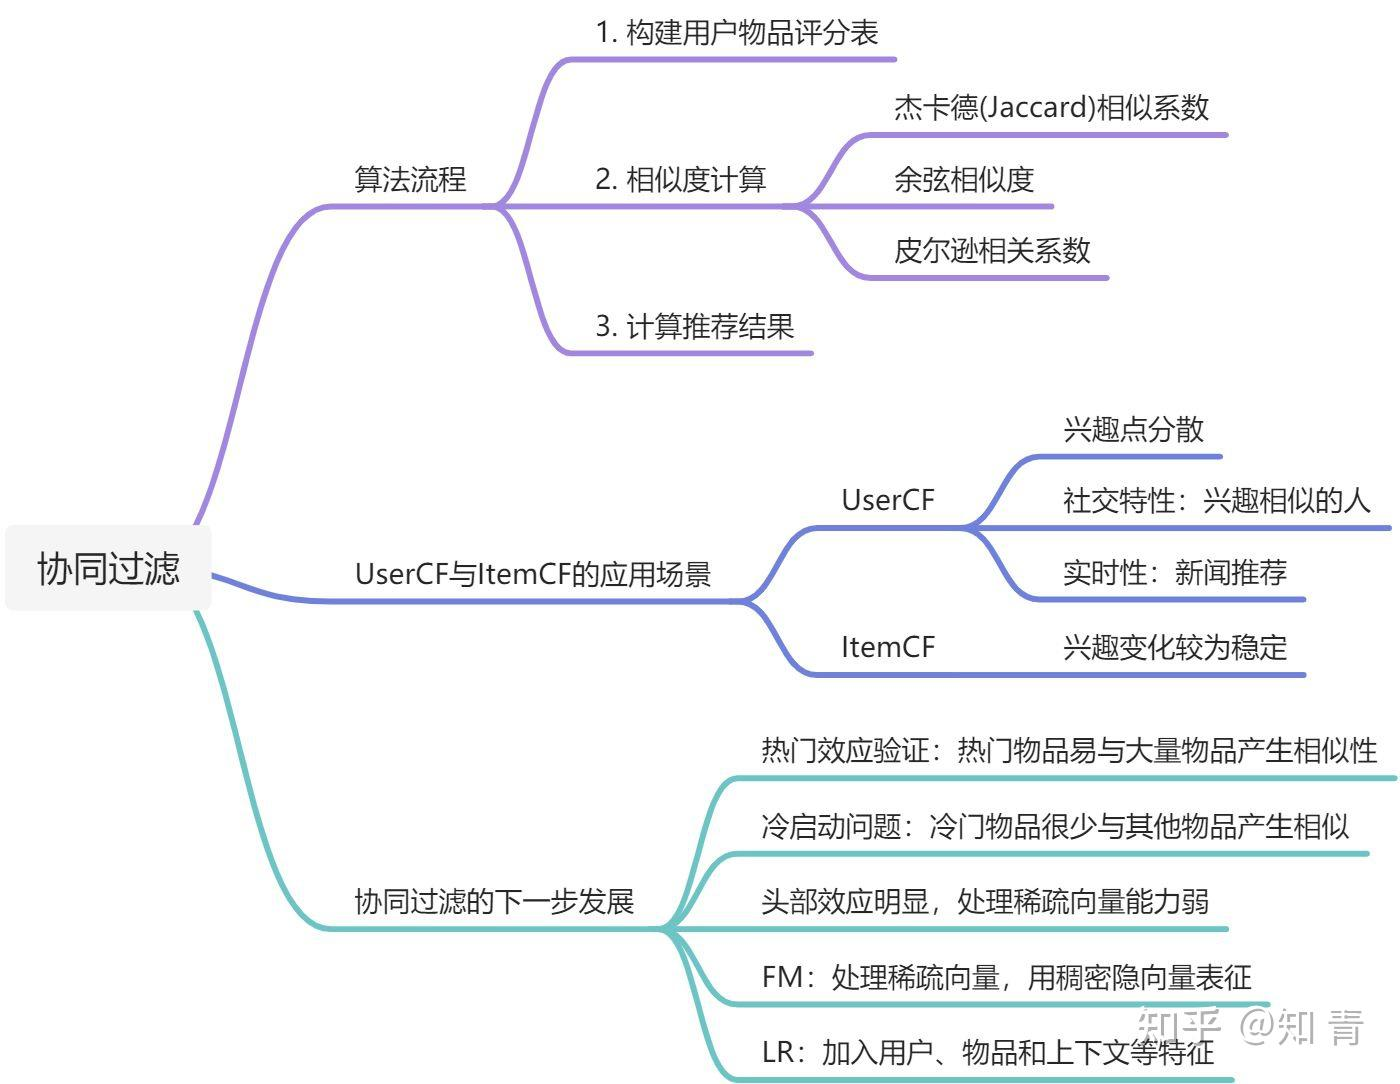 协同过滤
算法流程
1. 构建用户物品评分表
2. 相似度计算
杰卡德(Jaccard)相似系数
余弦相似度
皮尔逊相关系数
3. 计算推荐结果
UserCF与ItemCF的应用场景
UserCF
兴趣点分散
社交特性：兴趣相似的人
实时性：新闻推荐
ItemCF
兴趣变化较为稳定
协同过滤的下一步发展
热门效应验证：热门物品易与大量物品产生相似性
冷启动问题：冷门物品很少与其他物品产生相似
头部效应明显，处理稀疏向量能力弱
FM：处理稀疏向量，用稠密隐向量表征
LR：加入用户、物品和上下文等特征
知乎 @知 青